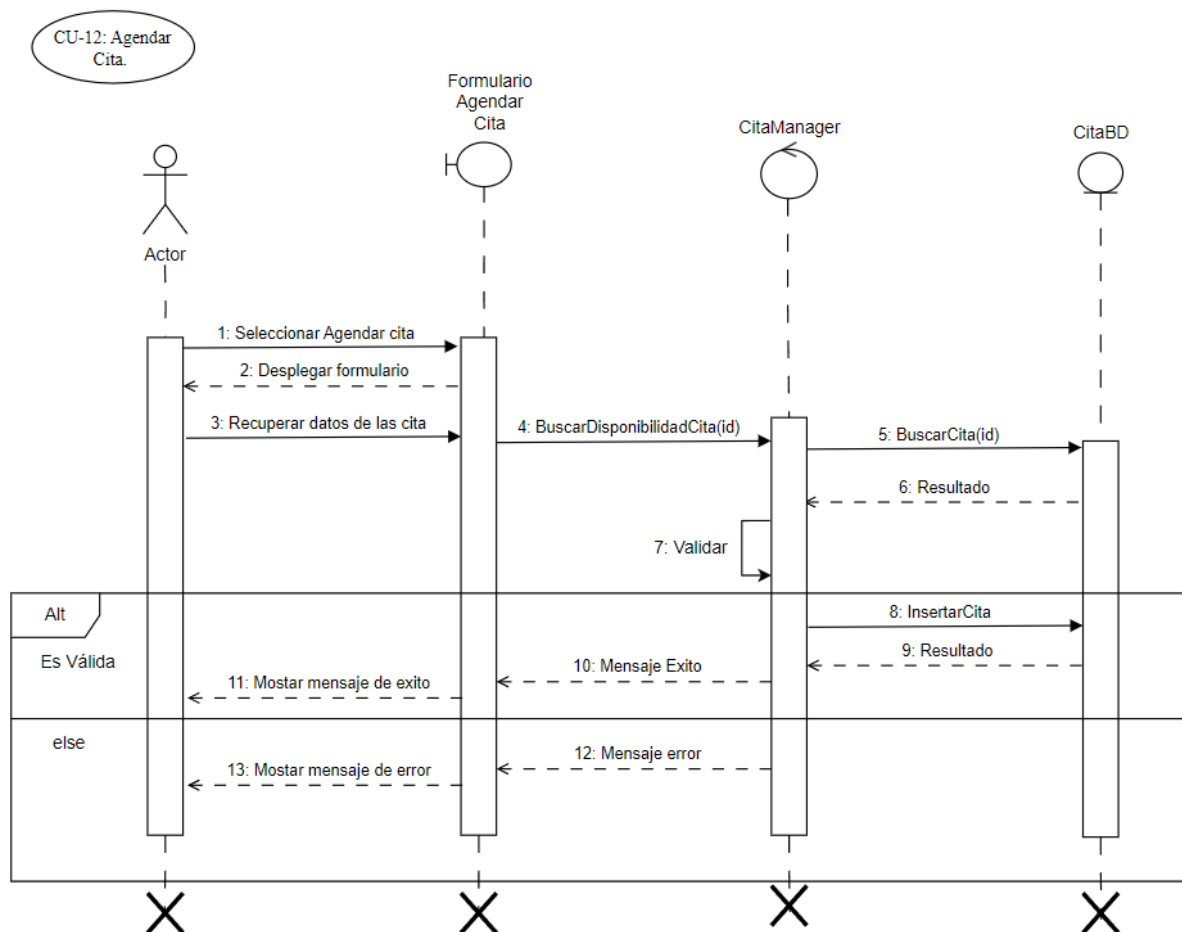 CU-12: Agendar
Cita.
Formulario
Agendar
Cita
CitaManager
CitaBD
Actor
1: Seleccionar Agendar cita
2: Desplegar formulario
3: Recuperar datos de las cita
4: BuscarDisponibilidadCita(id)
5: BuscarCita(id)
6: Resultado
7: Validar
Alt
8: InsertarCita
Es Válida
9: Resultado
10: Mensaje Exito
11: Mostar mensaje de exito
else
12: Mensaje error
13: Mostar mensaje de error